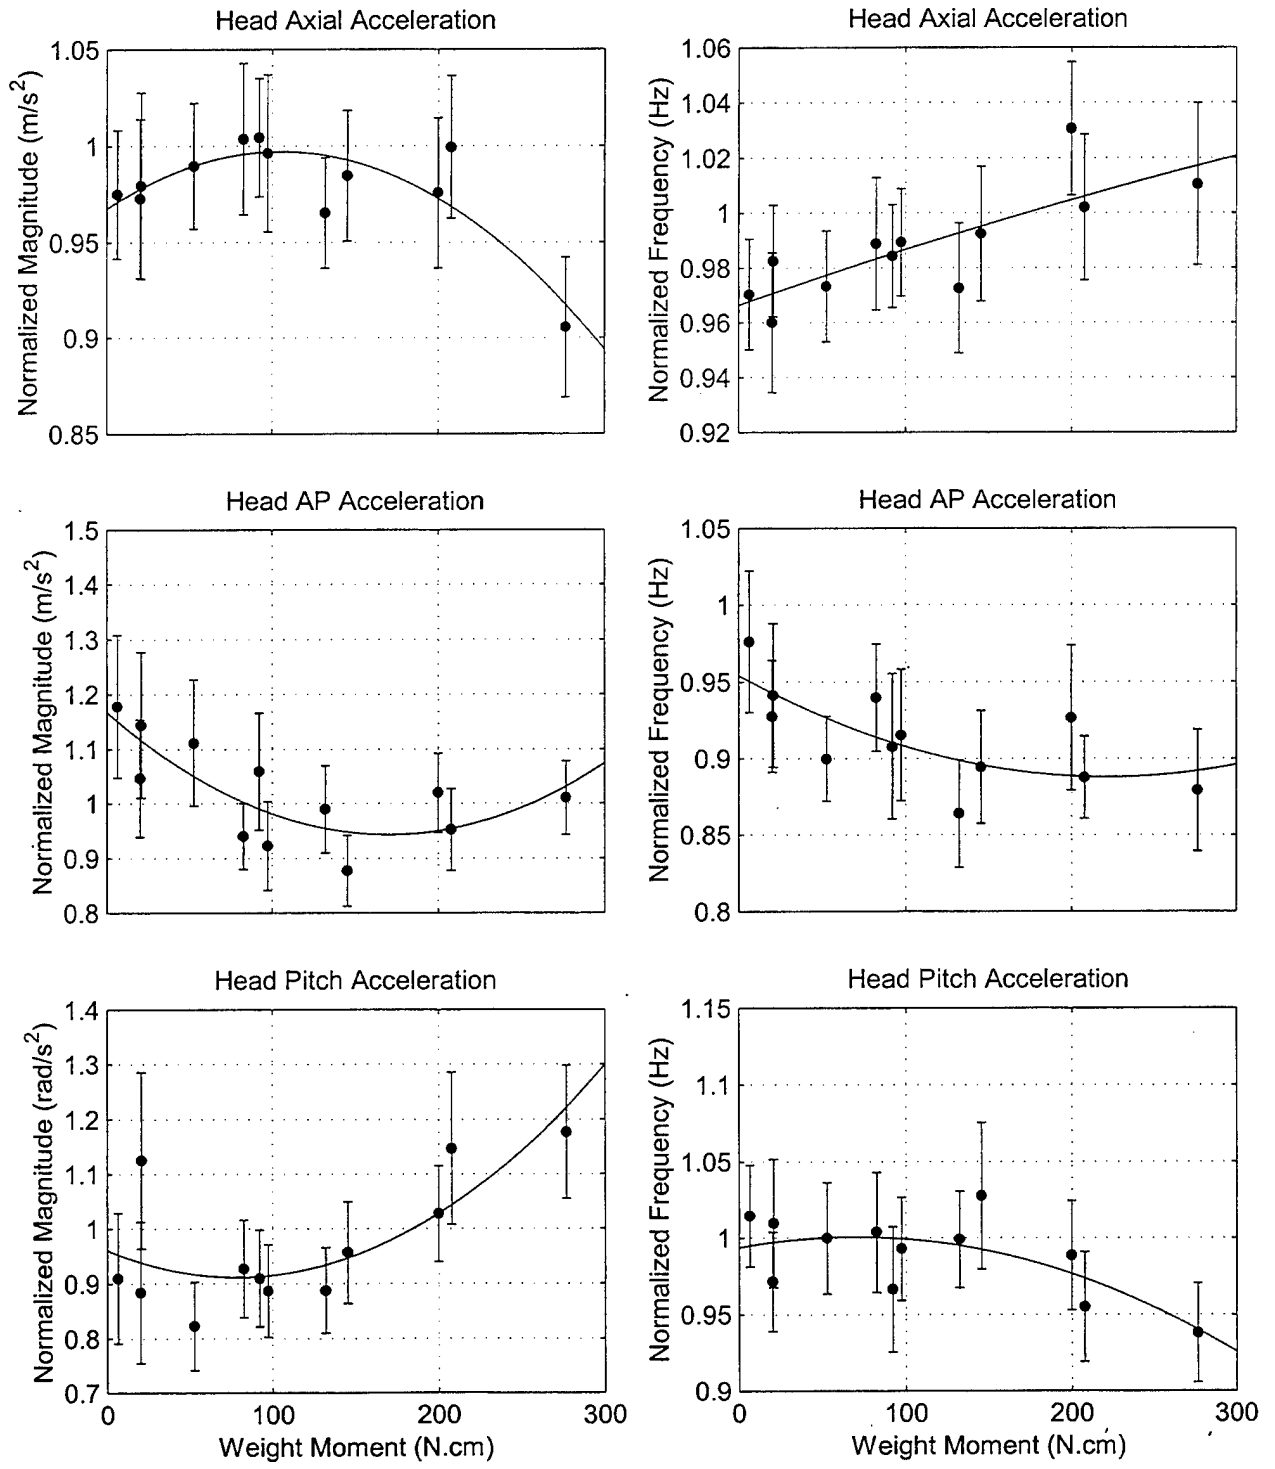 Head Axial Acceleration
Normalized Magnitude (m/s²)
1.05
1
0.95
0.9
0.85
Head Axial Acceleration
Normalized Frequency (Hz)
1.06
1.04
1.02
1
0.98
0.96
0.94
0.92
Head AP Acceleration
Normalized Magnitude (m/s²)
1.5
1.4
1.3
1.2
1.1
1
0.9
0.8
Head AP Acceleration
Normalized Frequency (Hz)
1.05
1
0.95
0.9
0.85
0.8
Head Pitch Acceleration
Normalized Magnitude (rad/s²)
1.4
1.3
1.2
1.1
1
0.9
0.8
0.7
0 100 200 300
Weight Moment (N.cm)
Head Pitch Acceleration
Normalized Frequency (Hz)
1.15
1.1
1.05
1
0.95
0.9
0 100 200 300
Weight Moment (N.cm)